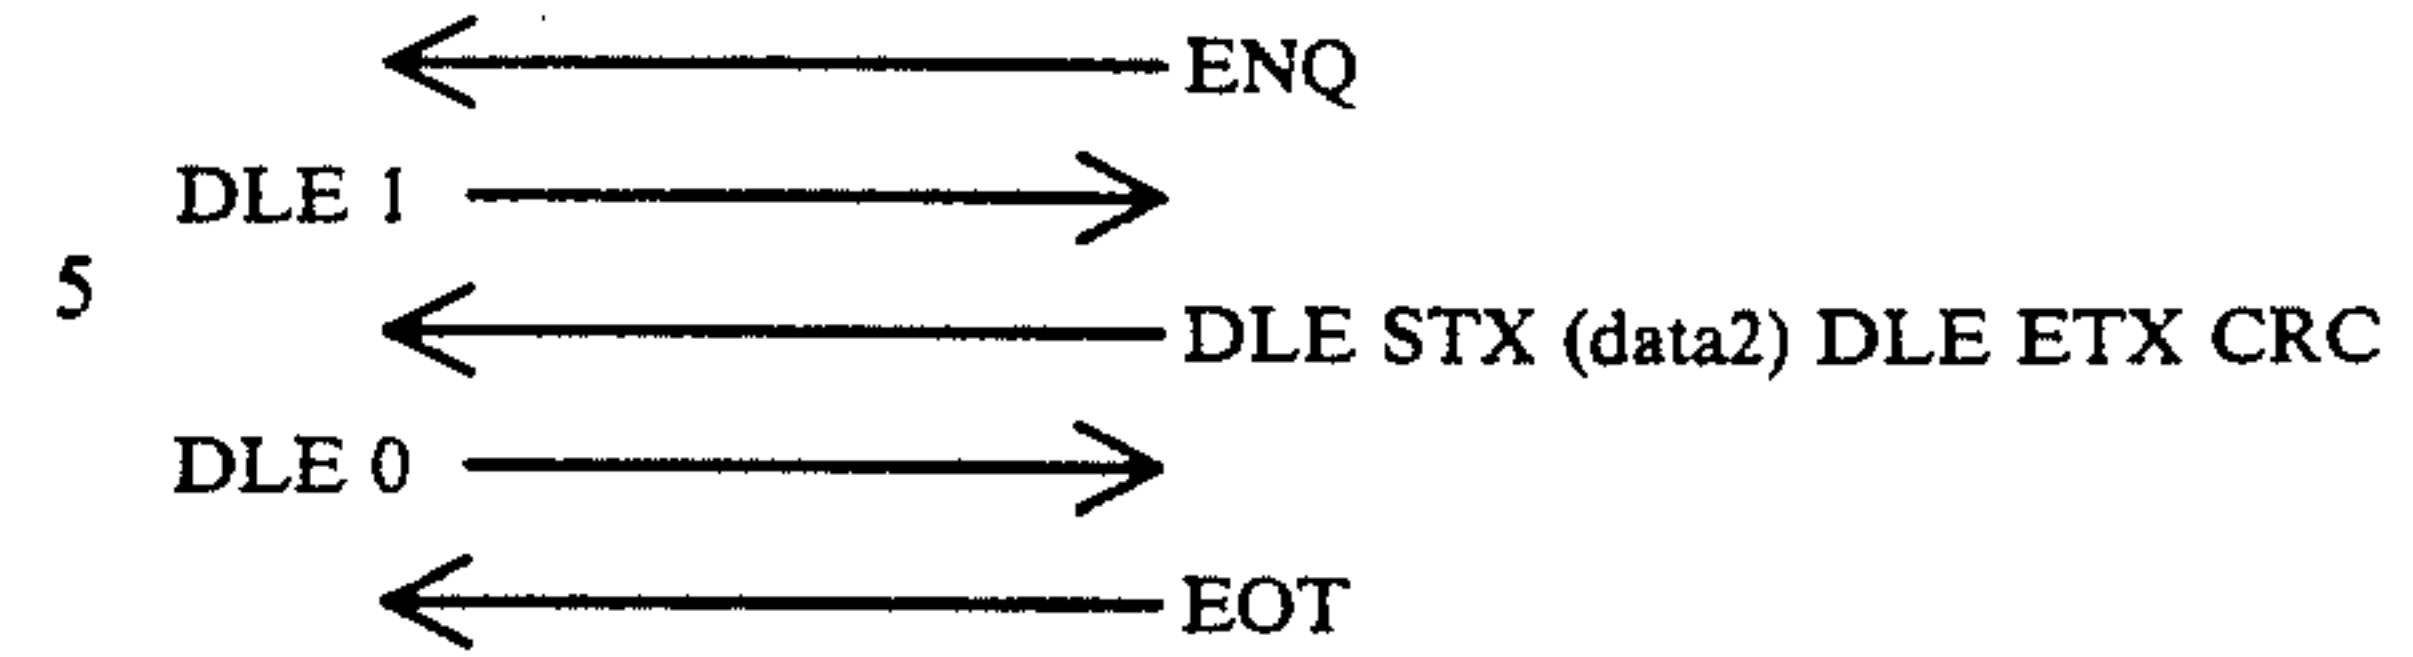 ENQ
DLE 1
5
DLE STX (data2) DLE ETX CRC
DLE 0
EOT